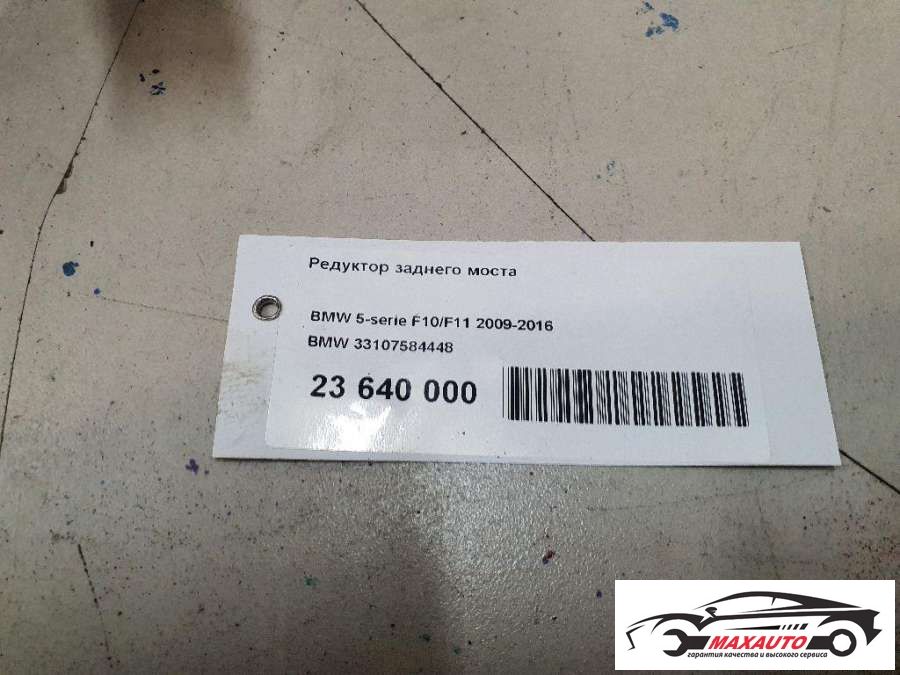 Редуктор заднего моста
BMW 5-serie F10/F11 2009-2016
BMW 33107584448
23 640 000
MAXAUTO
гарантия качества и высокого сервиса